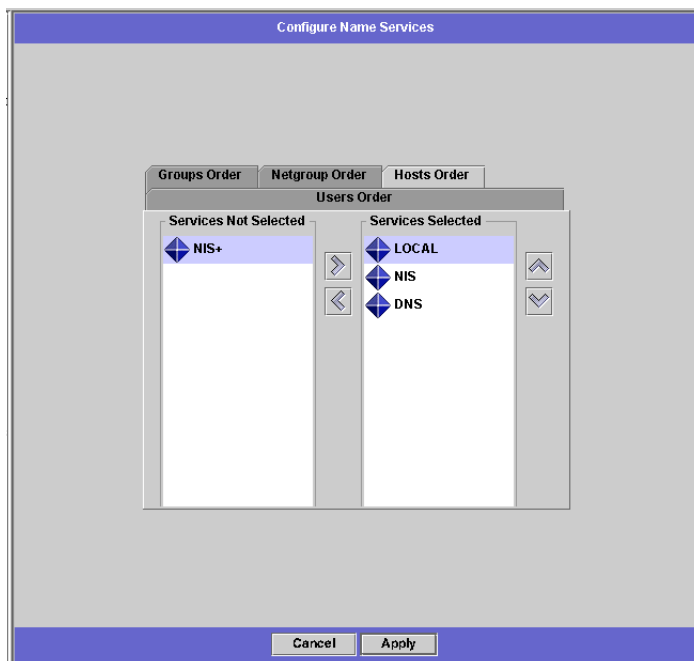 Configure Name Services
Groups Order Netgroup Order Hosts Order
Users Order
Services Not Selected Services Selected
NIS+ LOCAL
NIS
DNS
Cancel Apply